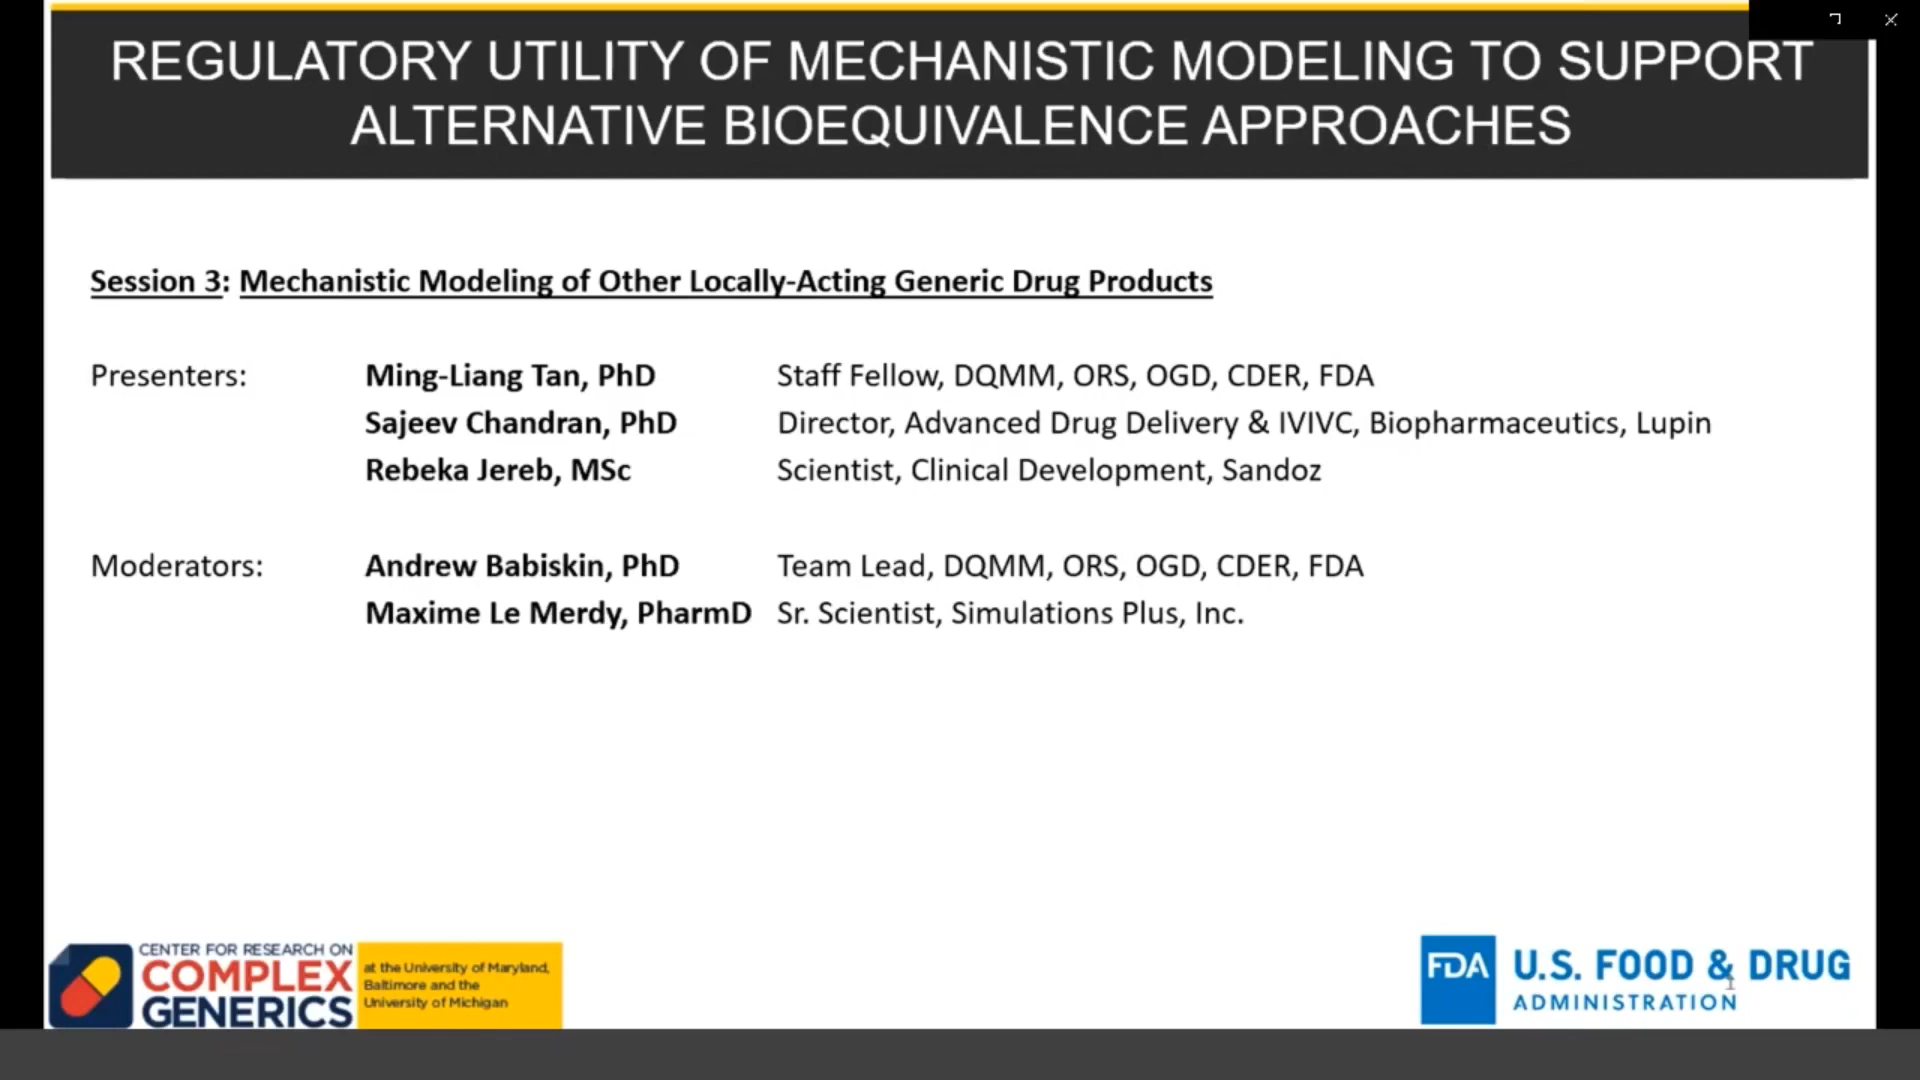 REGULATORY UTILITY OF MECHANISTIC MODELING TO SUPPORT
ALTERNATIVE BIOEQUIVALENCE APPROACHES
Session 3: Mechanistic Modeling of Other Locally-Acting Generic Drug Products
Presenters: Ming-Liang Tan, PhD Staff Fellow, DQMM, ORS, OGD, CDER, FDA
Sajeev Chandran, PhD Director, Advanced Drug Delivery & IVIVC, Biopharmaceutics, Lupin
Rebeka Jereb, MSc Scientist, Clinical Development, Sandoz
Moderators: Andrew Babiskin, PhD Team Lead, DQMM, ORS, OGD, CDER, FDA
Maxime Le Merdy, PharmD Sr. Scientist, Simulations Plus, Inc.
CENTER FOR RESEARCH ON
COMPLEX
GENERICS
at the University of Maryland,
Baltimore and the
University of Michigan
FDA
U.S. FOOD & DRUG
ADMINISTRATION